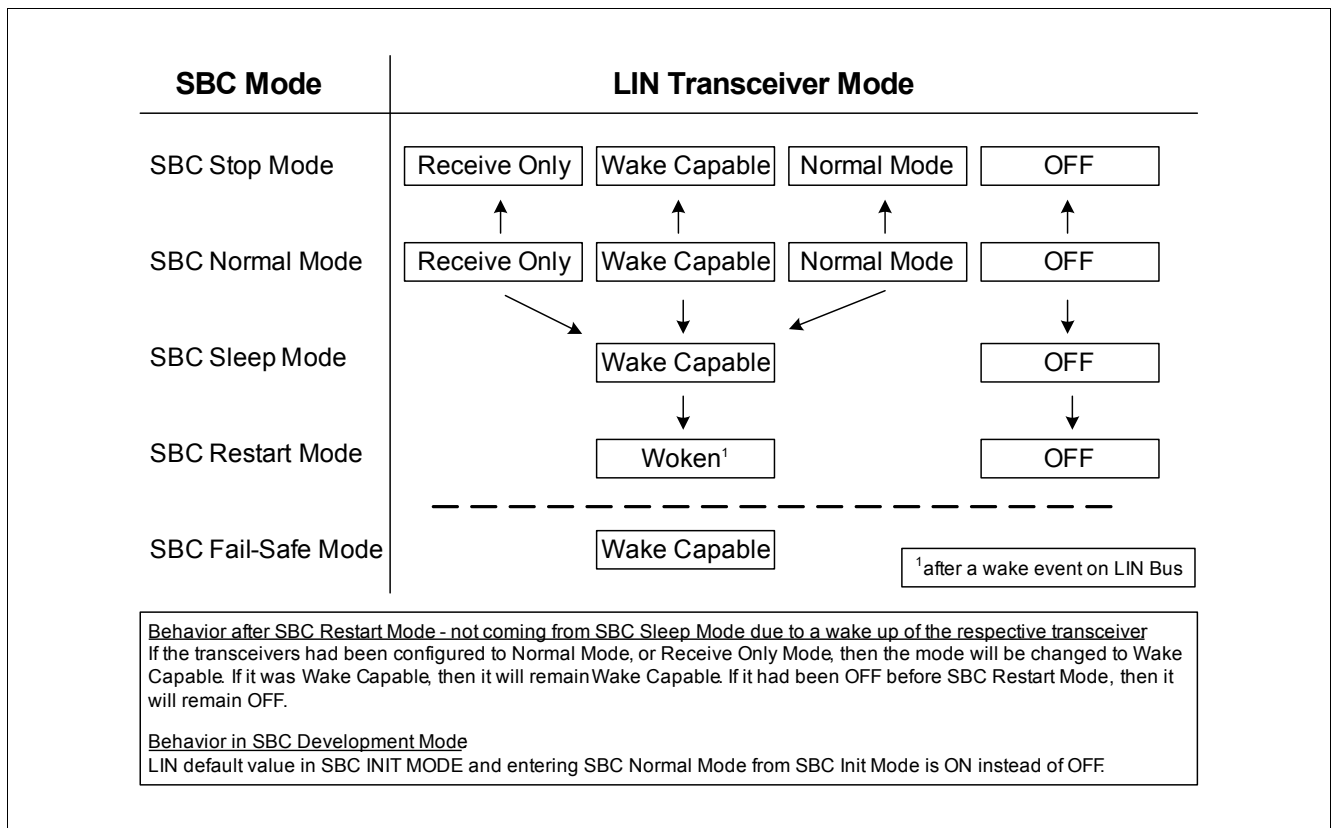 SBC Mode LIN Transceiver Mode
SBC Stop Mode Receive Only Wake Capable Normal Mode OFF
SBC Normal Mode Receive Only Wake Capable Normal Mode OFF
SBC Sleep Mode Wake Capable OFF
SBC Restart Mode Woken¹ OFF
SBC Fail-Safe Mode Wake Capable
¹after a wake event on LIN Bus
Behavior after SBC Restart Mode - not coming from SBC Sleep Mode due to a wake up of the respective transceiver
If the transceivers had been configured to Normal Mode, or Receive Only Mode, then the mode will be changed to Wake
Capable. If it was Wake Capable, then it will remain Wake Capable. If it had been OFF before SBC Restart Mode, then it
will remain OFF.
Behavior in SBC Development Mode
LIN default value in SBC INIT MODE and entering SBC Normal Mode from SBC Init Mode is ON instead of OFF.